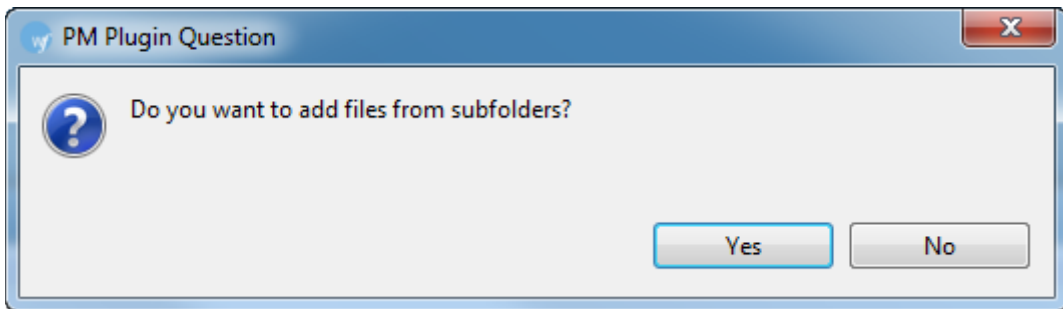 PM Plugin Question
Do you want to add files from subfolders?
Yes
No